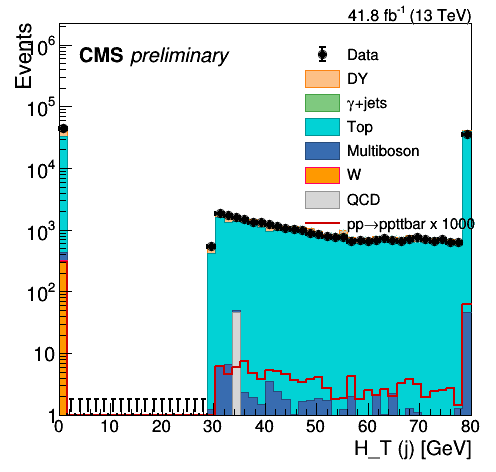 41.8 fb⁻¹ (13 TeV)
Events
CMS preliminary
Data
DY
γ+jets
Top
Multiboson
W
QCD
pp→ppttbar x 1000
10⁶
10⁵
10⁴
10³
10²
10
1
0 10 20 30 40 50 60 70 80
H_T (j) [GeV]